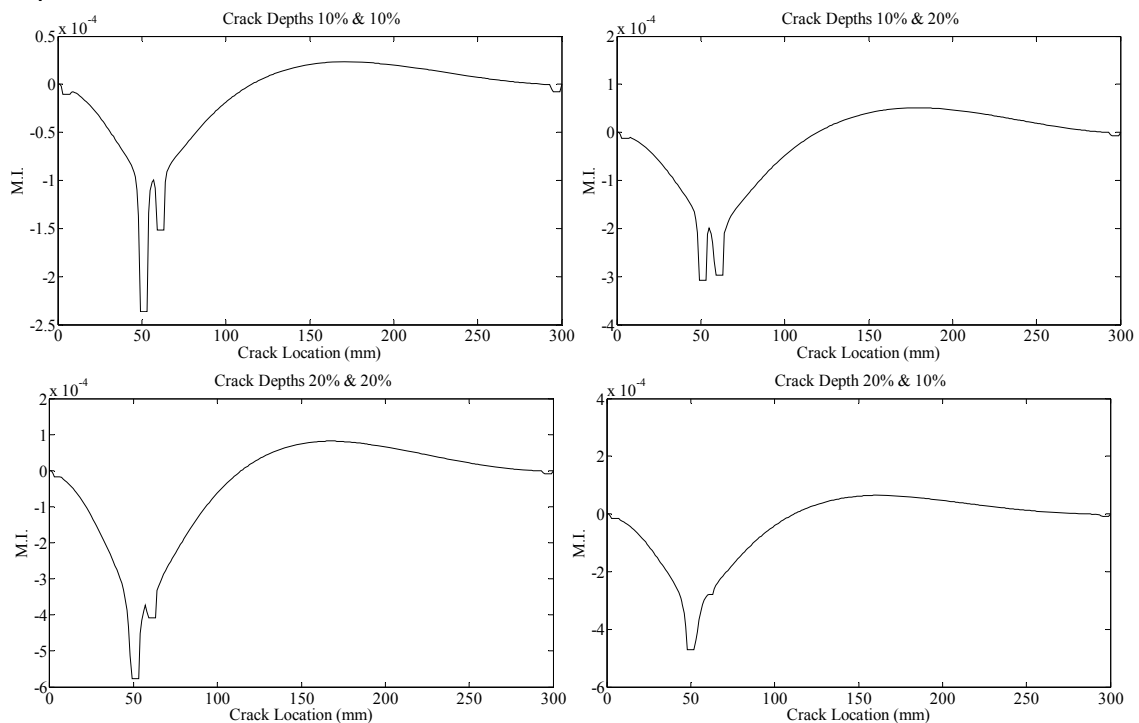 Crack Depths 10% & 10%
x 10-4
0.5
0
-0.5
-1
-1.5
-2
-2.5
M.I.
0 50 100 150 200 250 300
Crack Location (mm)
Crack Depths 10% & 20%
x 10-4
2
1
0
-1
-2
-3
-4
M.I.
0 50 100 150 200 250 300
Crack Location (mm)
Crack Depths 20% & 20%
x 10-4
2
1
0
-1
-2
-3
-4
-5
-6
M.I.
0 50 100 150 200 250 300
Crack Location (mm)
Crack Depth 20% & 10%
x 10-4
4
2
0
-2
-4
-6
M.I.
0 50 100 150 200 250 300
Crack Location (mm)